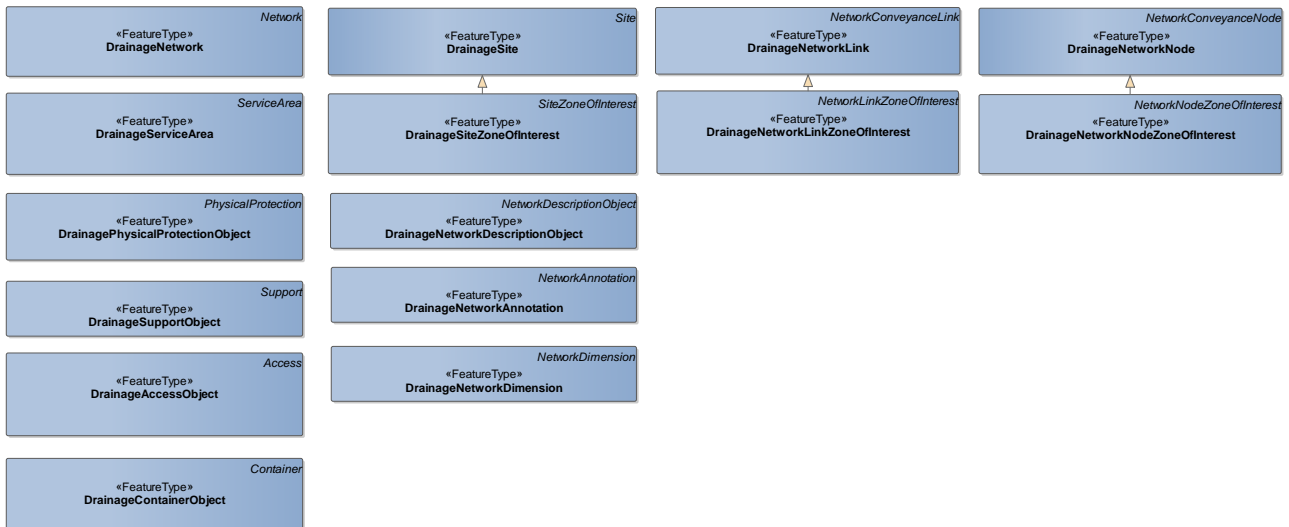 Network
«FeatureType»
DrainageNetwork
Site
«FeatureType»
DrainageSite
NetworkConveyanceLink
«FeatureType»
DrainageNetworkLink
NetworkConveyanceNode
«FeatureType»
DrainageNetworkNode
ServiceArea
«FeatureType»
DrainageServiceArea
SiteZoneOfInterest
«FeatureType»
DrainageSiteZoneOfInterest
NetworkLinkZoneOfInterest
«FeatureType»
DrainageNetworkLinkZoneOfInterest
NetworkNodeZoneOfInterest
«FeatureType»
DrainageNetworkNodeZoneOfInterest
PhysicalProtection
«FeatureType»
DrainagePhysicalProtectionObject
NetworkDescriptionObject
«FeatureType»
DrainageNetworkDescriptionObject
Support
«FeatureType»
DrainageSupportObject
NetworkAnnotation
«FeatureType»
DrainageNetworkAnnotation
Access
«FeatureType»
DrainageAccessObject
NetworkDimension
«FeatureType»
DrainageNetworkDimension
Container
«FeatureType»
DrainageContainerObject